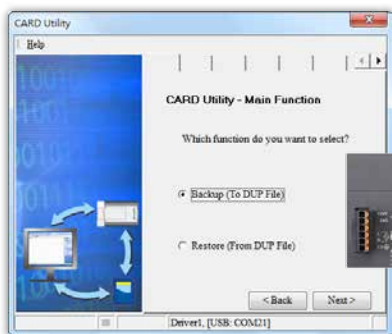 CARD Utility
Help
CARD Utility - Main Function
Which function do you want to select?
Backup (To DUP File)
Restore (From DUP File)
< Back
Next >
Driver1, [USB: COM21]